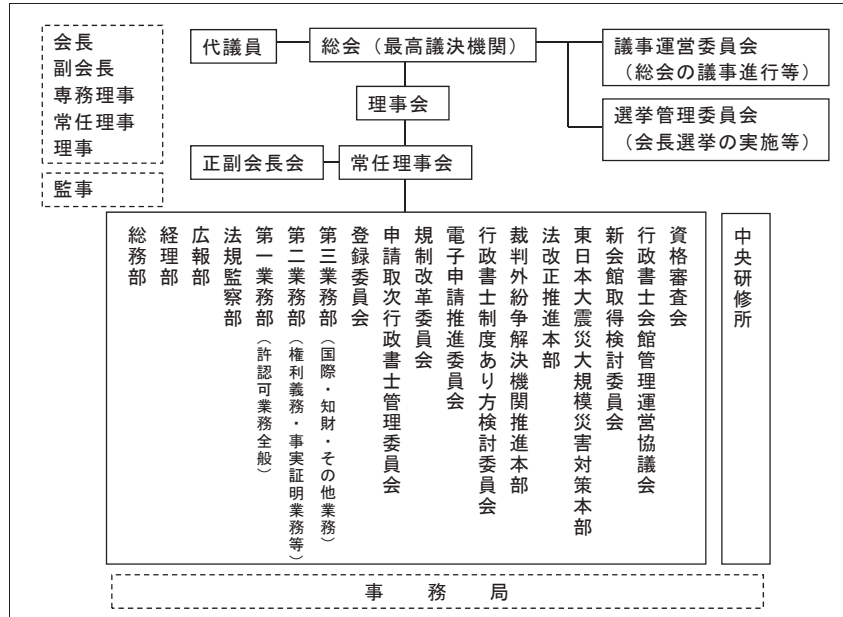 会長
副会長
専務理事
常任理事
理事
監事
代議員
総会（最高議決機関）
議事運営委員会
（総会の議事進行等）
選挙管理委員会
（会長選挙の実施等）
理事会
正副会長会
常任理事会
総務部
経理部
広報部
法規監察部
第一業務部（許認可業務全般）
第二業務部（権利義務・事実証明業務等）
第三業務部（国際・知財・その他業務）
登録委員会
申請取次行政書士管理委員会
規制改革委員会
電子申請推進委員会
行政書士制度あり方検討委員会
裁判外紛争解決機関推進本部
法改正推進本部
東日本大震災大規模災害対策本部
新会館取得検討委員会
行政書士会館管理運営協議会
資格審査会
中央研修所
事務局